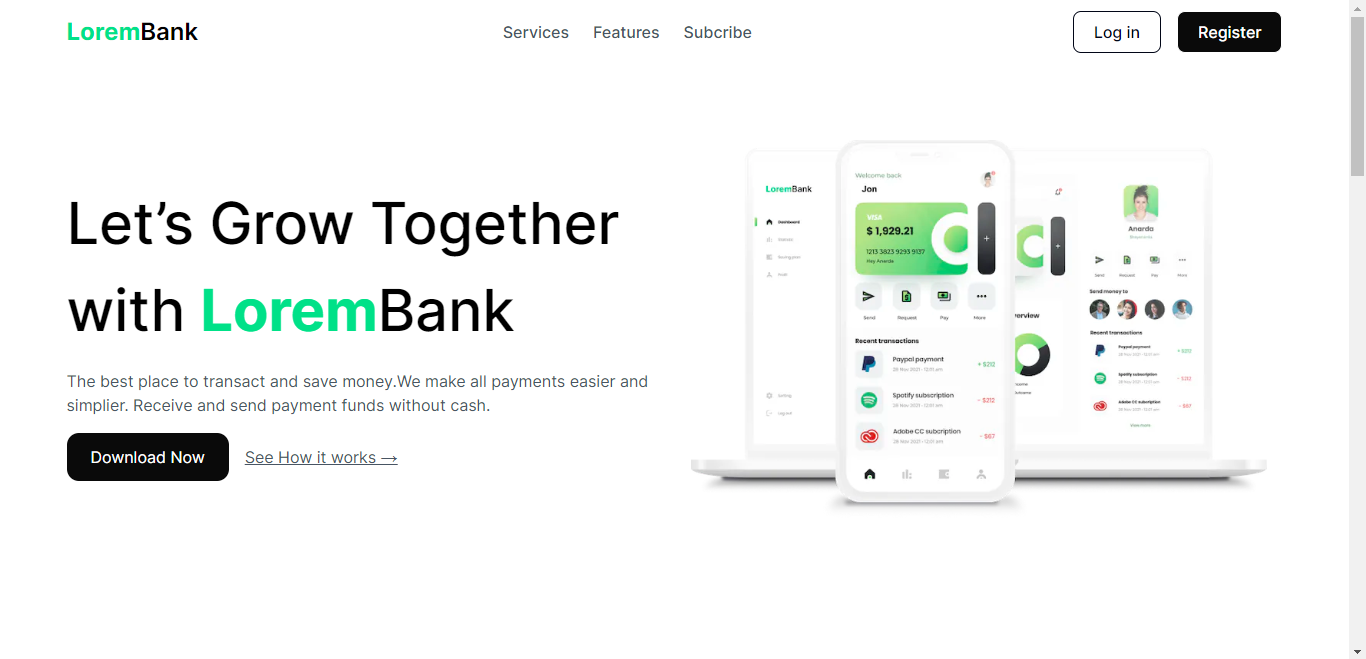 LoremBank
Services Features Subcribe
Log in
Register
Let’s Grow Together
with LoremBank
The best place to transact and save money.We make all payments easier and
simplier. Receive and send payment funds without cash.
Download Now
See How it works →
LoremBank
Dashboard
Welcome back
Jon
VISA
$ 1,929.21
1213 3823 9293 9137
+
Send
Request
Pay
More
Recent transactions
Paypal payment
28 Nov 2021 • 12:01 am
+ $212
Spotify subscription
28 Nov 2021 • 12:01 am
- $212
Adobe CC subcription
28 Nov 2021 • 12:01 am
- $67
+
Ananda
Send
Request
Pay
More
Send money to
Recent transactions
Paypal payment
+ $212
Spotify subscription
- $212
Adobe CC subcription
- $67